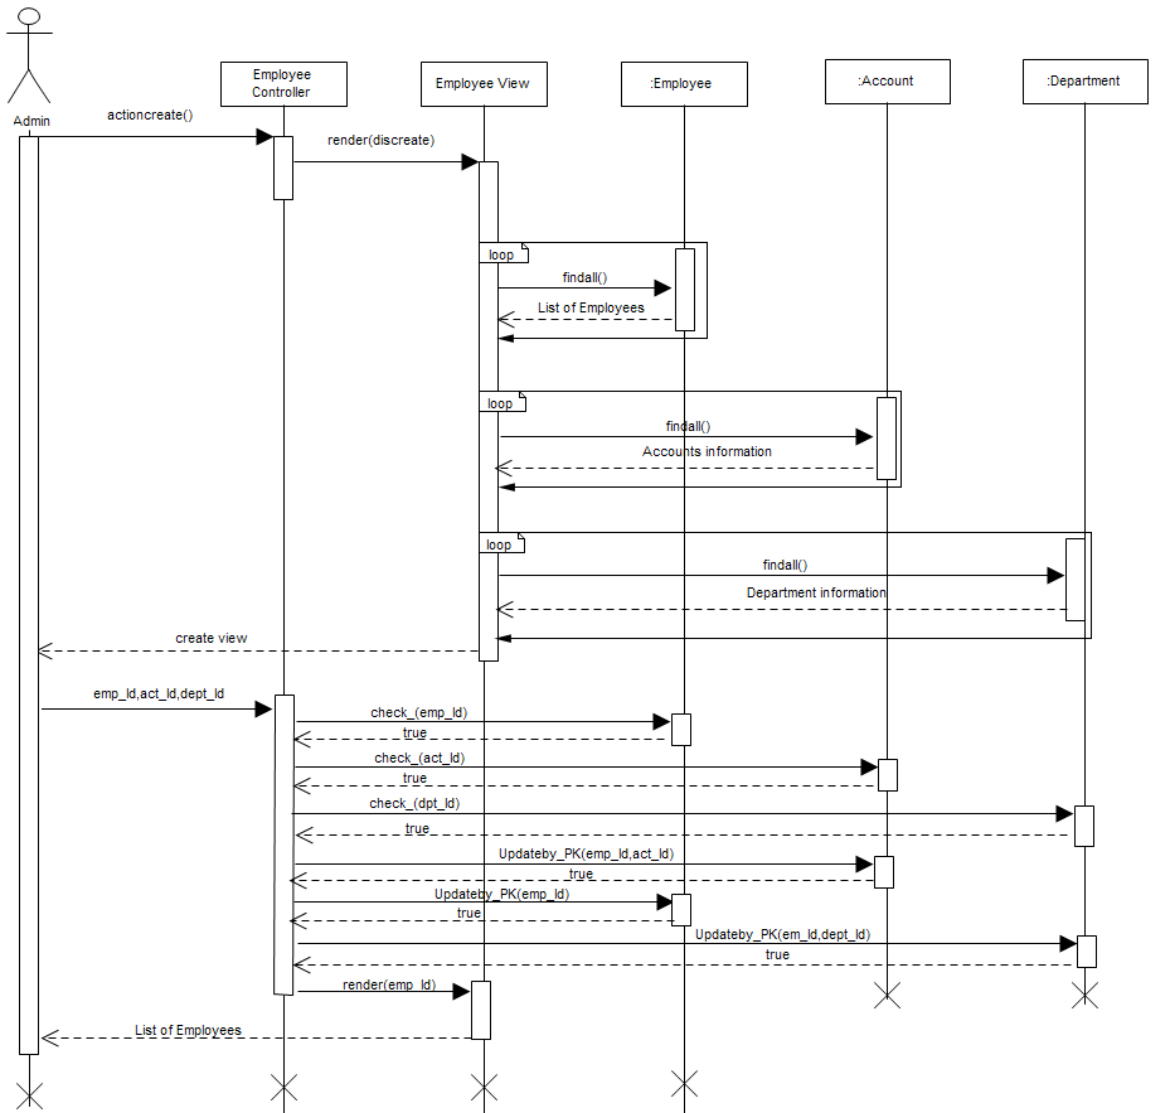 Admin
Employee
Controller
Employee View
:Employee
:Account
:Department
actioncreate()
render(discreate)
loop
findall()
List of Employees
loop
findall()
Accounts information
loop
findall()
Department information
create view
emp_Id,act_Id,dept_Id
check_(emp_Id)
true
check_(act_Id)
true
check_(dpt_Id)
true
Updateby_PK(emp_Id,act_Id)
true
Updateby_PK(emp_Id)
true
Updateby_PK(em_Id,dept_Id)
true
render(emp_Id)
List of Employees